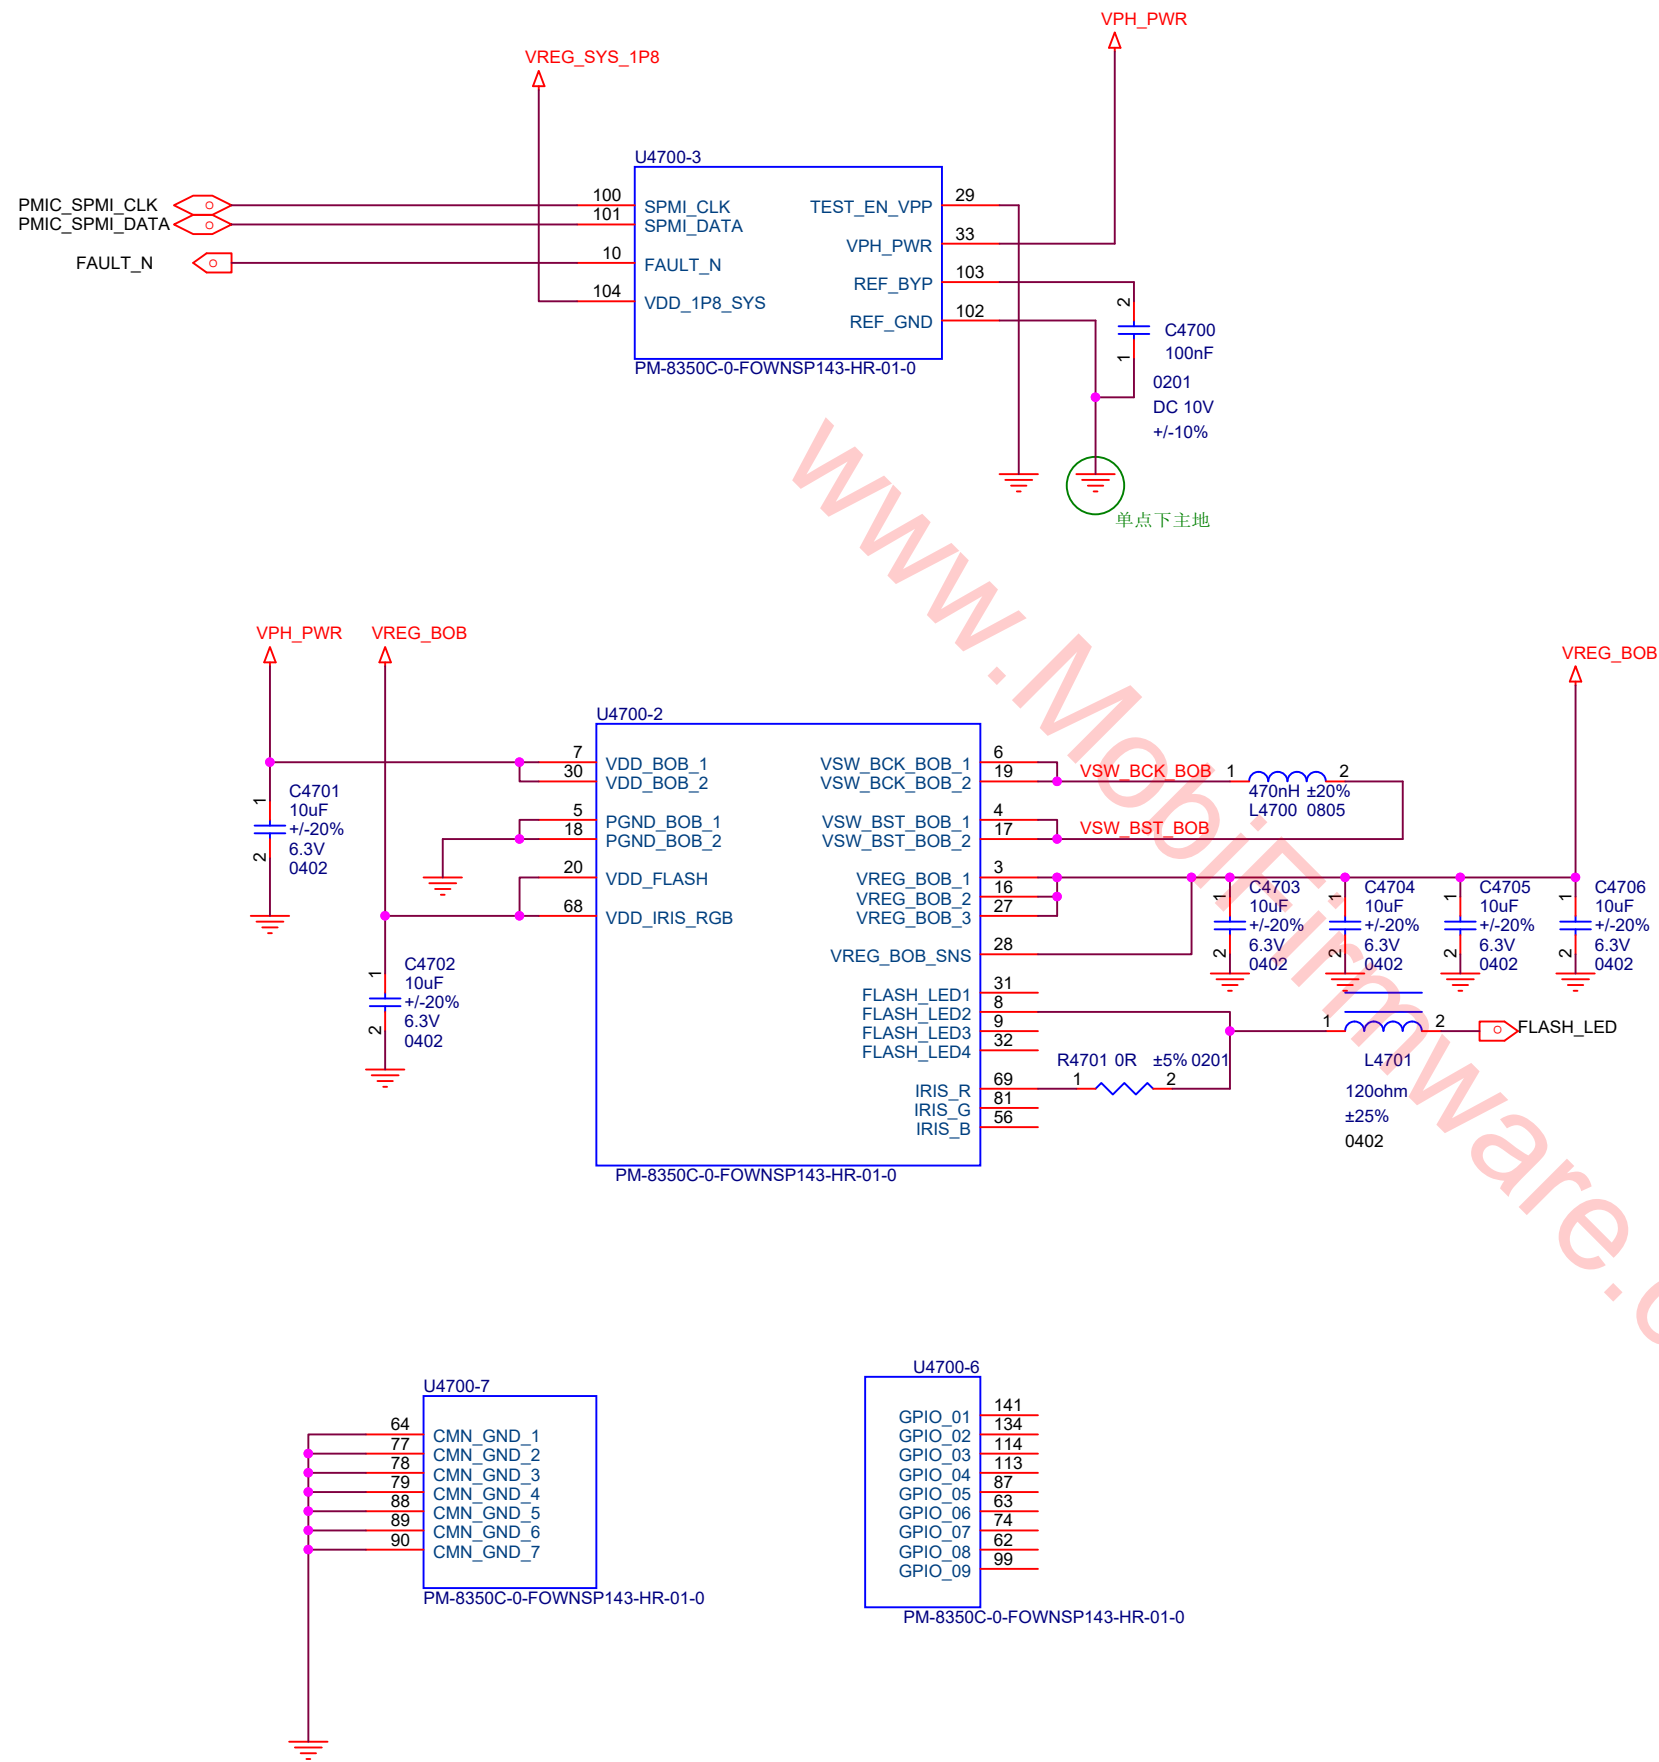 VPH_PWR
VREG_SYS_1P8
U4700-3
PMIC_SPMI_CLK
PMIC_SPMI_DATA
FAULT_N
100 SPMI_CLK
101 SPMI_DATA
10 FAULT_N
104 VDD_1P8_SYS
TEST_EN_VPP 29
VPH_PWR 33
REF_BYP 103
REF_GND 102
PM-8350C-0-FOWNSP143-HR-01-0
2
1
C4700
100nF
0201
DC 10V
+/-10%
单点下主地
VPH_PWR
VREG_BOB
VREG_BOB
U4700-2
7 VDD_BOB_1
30 VDD_BOB_2
5 PGND_BOB_1
18 PGND_BOB_2
20 VDD_FLASH
68 VDD_IRIS_RGB
1
2
C4701
10uF
+/-20%
6.3V
0402
1
2
C4702
10uF
+/-20%
6.3V
0402
VSW_BCK_BOB_1 6
VSW_BCK_BOB_2 19
VSW_BST_BOB_1 4
VSW_BST_BOB_2 17
VREG_BOB_1 3
VREG_BOB_2 16
VREG_BOB_3 27
VREG_BOB_SNS 28
FLASH_LED1 31
FLASH_LED2 8
FLASH_LED3 9
FLASH_LED4 32
IRIS_R 69
IRIS_G 81
IRIS_B 56
PM-8350C-0-FOWNSP143-HR-01-0
VSW_BCK_BOB 1 2
470nH ±20%
L4700 0805
VSW_BST_BOB
1
2
C4703
10uF
+/-20%
6.3V
0402
1
2
C4704
10uF
+/-20%
6.3V
0402
1
2
C4705
10uF
+/-20%
6.3V
0402
1
2
C4706
10uF
+/-20%
6.3V
0402
R4701 0R ±5% 0201
1 2
1 2 FLASH_LED
L4701
120ohm
±25%
0402
U4700-7
64 CMN_GND_1
77 CMN_GND_2
78 CMN_GND_3
79 CMN_GND_4
88 CMN_GND_5
89 CMN_GND_6
90 CMN_GND_7
PM-8350C-0-FOWNSP143-HR-01-0
U4700-6
GPIO_01 141
GPIO_02 134
GPIO_03 114
GPIO_04 113
GPIO_05 87
GPIO_06 63
GPIO_07 74
GPIO_08 62
GPIO_09 99
PM-8350C-0-FOWNSP143-HR-01-0
www.MobiFirmware.c